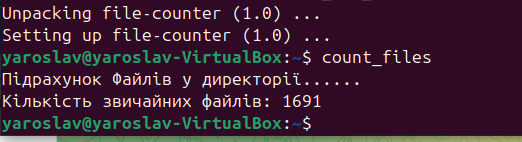 Unpacking file-counter (1.0) ...
Setting up file-counter (1.0) ...
yaroslav@yaroslav-VirtualBox:~$ count_files
Підрахунок Файлів у директорії......
Кількість звичайних файлів: 1691
yaroslav@yaroslav-VirtualBox:~$